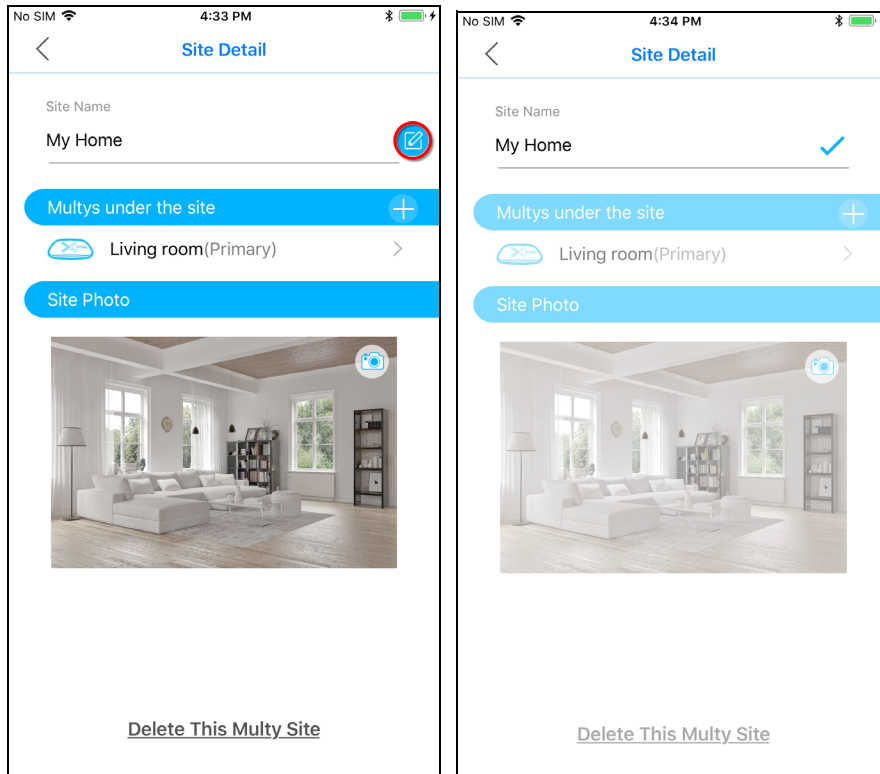 No SIM 4:33 PM
Site Detail
Site Name
My Home
Multys under the site
Living room(Primary)
Site Photo
Delete This Multy Site
No SIM 4:34 PM
Site Detail
Site Name
My Home
Multys under the site
Living room(Primary)
Site Photo
Delete This Multy Site